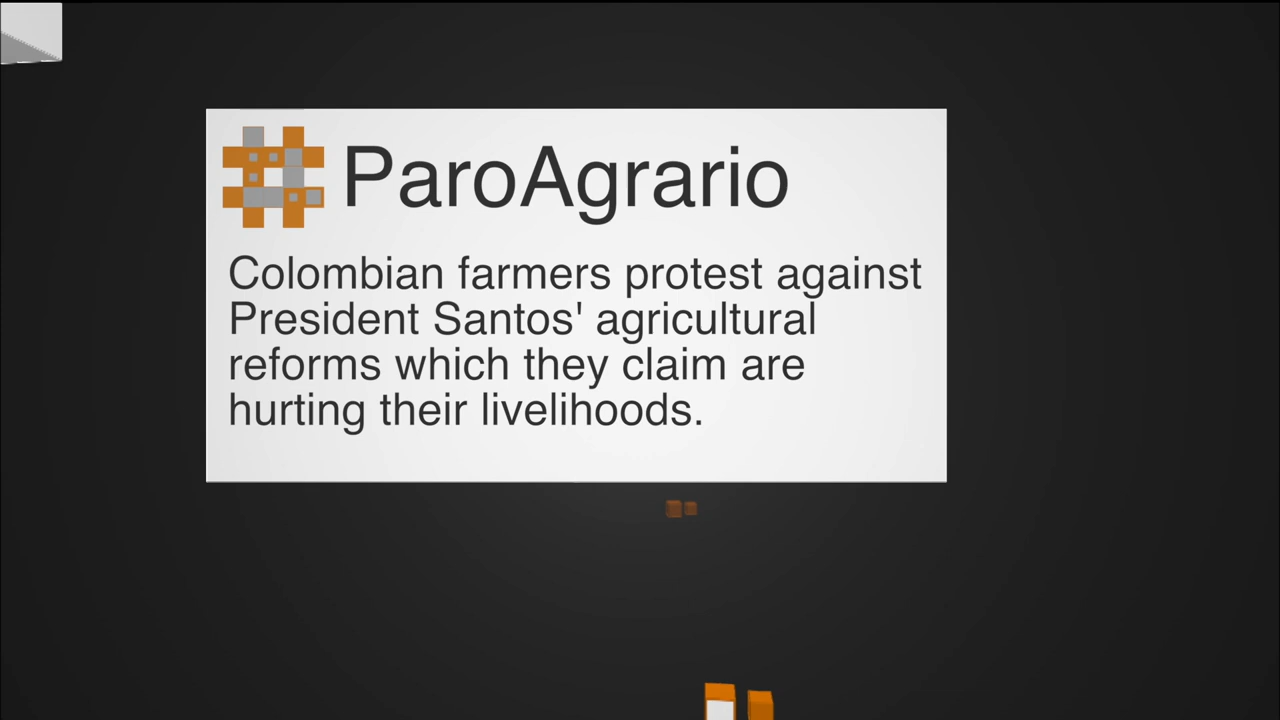 #ParoAgrario
Colombian farmers protest against
President Santos' agricultural
reforms which they claim are
hurting their livelihoods.